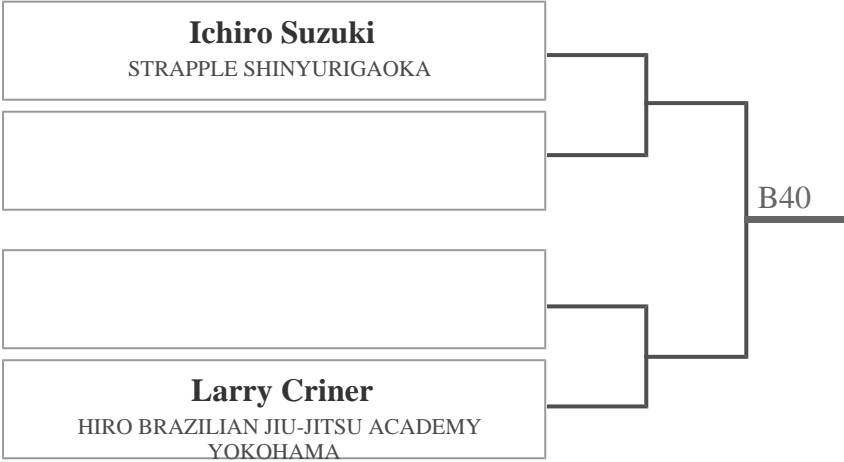 Ichiro Suzuki
STRAPPLE SHINYURIGAOKA
B40
Larry Criner
HIRO BRAZILIAN JIU-JITSU ACADEMY
YOKOHAMA